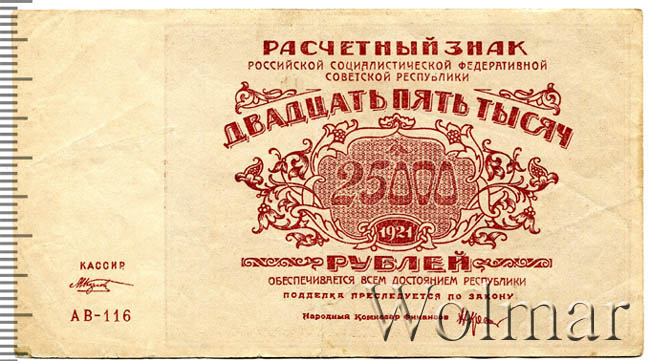 РАСЧЕТНЫЙ ЗНАК
РОССИЙСКОЙ СОЦИАЛИСТИЧЕСКОЙ ФЕДЕРАТИВНОЙ
СОВЕТСКОЙ РЕСПУБЛИКИ
ДВАДЦАТЬ ПЯТЬ ТЫСЯЧ
25000
1921
РУБЛЕЙ
ОБЕСПЕЧИВАЕТСЯ ВСЕМ ДОСТОЯНИЕМ РЕСПУБЛИКИ
ПОДДЕЛКА ПРЕСЛЕДУЕТСЯ ПО ЗАКОНУ
Народный Комиссар Финансов
КАССИР
АВ-116
Wolmar